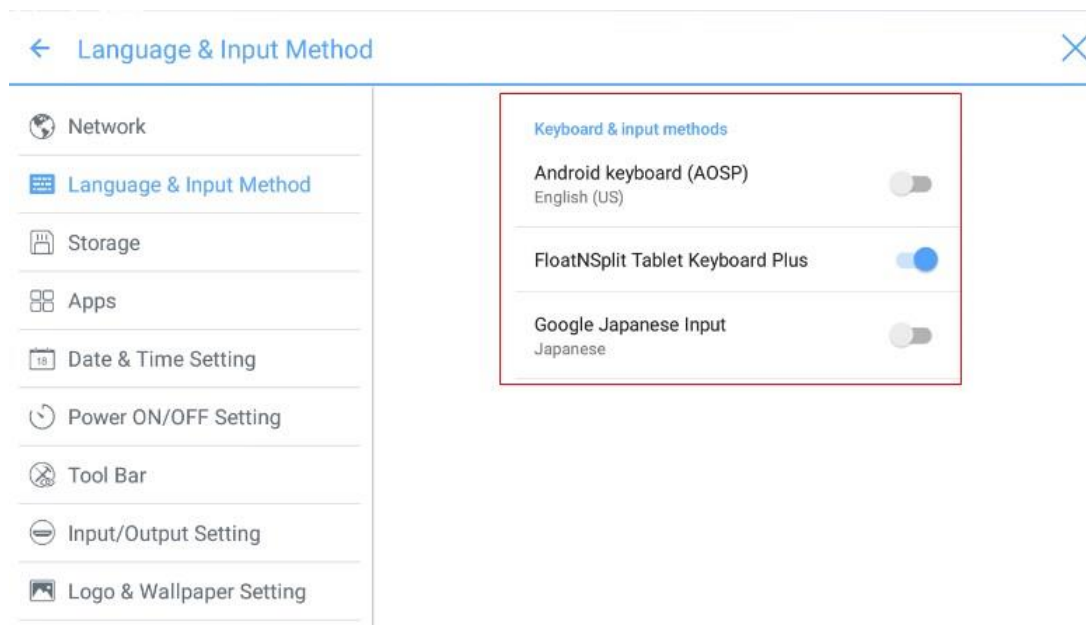 Language & Input Method
Network
Language & Input Method
Storage
Apps
18
Date & Time Setting
Power ON/OFF Setting
Tool Bar
Input/Output Setting
Logo & Wallpaper Setting
Keyboard & input methods
Android keyboard (AOSP)
English (US)
FloatNSplit Tablet Keyboard Plus
Google Japanese Input
Japanese